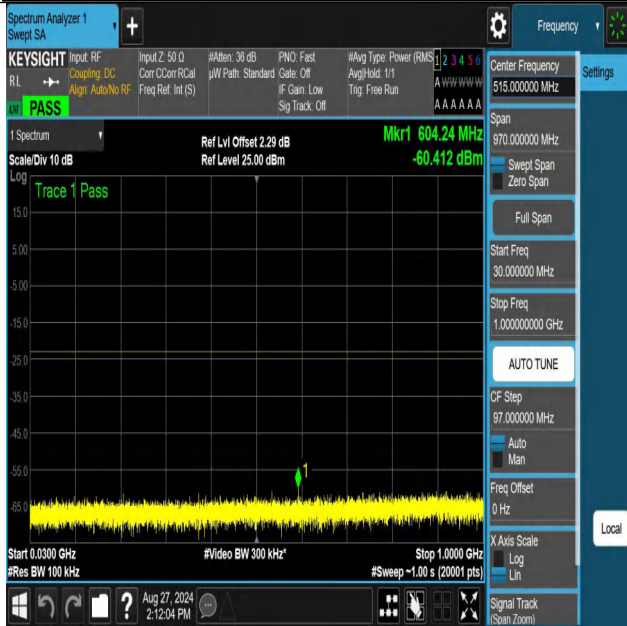 Spectrum Analyzer 1
Swept SA
+
Frequency
KEYSIGHT
RL
PASS
Input: RF
Coupling: DC
Align: Auto/No RF
Input Z: 50 Ω
Corr CCorr RCal
Freq Ref: Int (S)
#Atten: 36 dB
µW Path: Standard
PNO: Fast
Gate: Off
IF Gain: Low
Sig Track: Off
#Avg Type: Power (RMS
Avg|Hold: 1/1
Trig: Free Run
1 2 3 4 5 6
A W W W W W
A A A A A A
1 Spectrum
Scale/Div 10 dB
Log
Ref Lvl Offset 2.29 dB
Ref Level 25.00 dBm
Mkr1 604.24 MHz
-60.412 dBm
Trace 1 Pass
15.0
5.00
-5.00
-15.0
-25.0
-35.0
-45.0
-55.0
-65.0
1
Start 0.0300 GHz
#Res BW 100 kHz
#Video BW 300 kHz*
Stop 1.0000 GHz
#Sweep ~1.00 s (20001 pts)
?
Aug 27, 2024
2:12:04 PM
Center Frequency
515.000000 MHz
Span
970.000000 MHz
Swept Span
Zero Span
Full Span
Start Freq
30.000000 MHz
Stop Freq
1.000000000 GHz
AUTO TUNE
CF Step
97.000000 MHz
Auto
Man
Freq Offset
0 Hz
X Axis Scale
Log
Lin
Signal Track
(Span Zoom)
Settings
Local